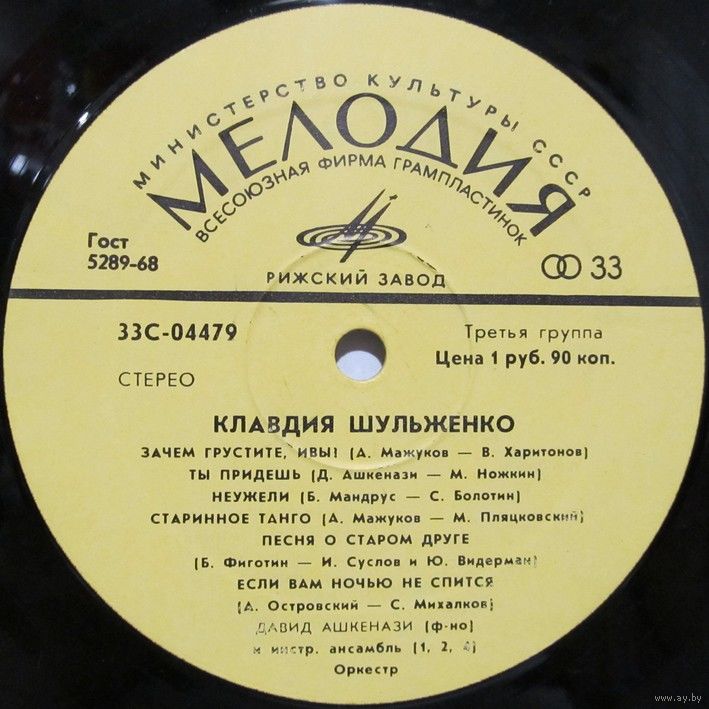 МИНИСТЕРСТВО КУЛЬТУРЫ СССР
МЕЛОДИЯ
ВСЕСОЮЗНАЯ ФИРМА ГРАМПЛАСТИНОК
Гост
5289-68
33
РИЖСКИЙ ЗАВОД
33С-04479
Третья группа
Цена 1 руб. 90 коп.
СТЕРЕО
КЛАВДИЯ ШУЛЬЖЕНКО
ЗАЧЕМ ГРУСТИТЕ, ИВЫ? (А. Мажуков — В. Харитонов)
ТЫ ПРИДЕШЬ (Д. Ашкенази — М. Ножкин)
НЕУЖЕЛИ (Б. Мандрус — С. Болотин)
СТАРИННОЕ ТАНГО (А. Мажуков — М. Пляцковский)
ПЕСНЯ О СТАРОМ ДРУГЕ
(Б. Фиготин — И. Суслов и Ю. Видерман)
ЕСЛИ ВАМ НОЧЬЮ НЕ СПИТСЯ
(А. Островский — С. Михалков)
ДАВИД АШКЕНАЗИ (ф-но)
и инстр. ансамбль (1, 2, 4)
Оркестр
www.ay.by